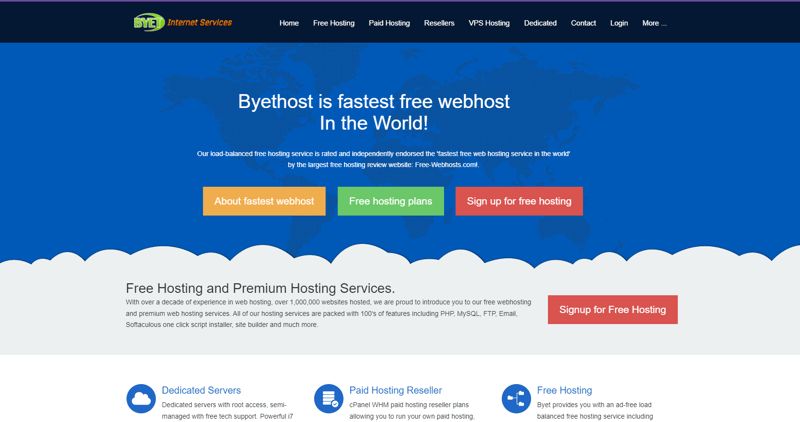 BYET Internet Services
Home Free Hosting Paid Hosting Resellers VPS Hosting Dedicated Contact Login More ...
Byethost is fastest free webhost
In the World!
Our load-balanced free hosting service is rated and independently endorsed the 'fastest free web hosting service in the world'
by the largest free hosting review website: Free-Webhosts.com!.
About fastest webhost
Free hosting plans
Sign up for free hosting
Free Hosting and Premium Hosting Services.
With over a decade of experience in web hosting, over 1,000,000 websites hosted, we are proud to introduce you to our free webhosting
and premium web hosting services. All of our hosting services are packed with 100's of features including PHP, MySQL, FTP, Email,
Softaculous one click script installer, site builder and much more.
Signup for Free Hosting
Dedicated Servers
Dedicated servers with root access, semi-
managed with free tech support. Powerful i7
Paid Hosting Reseller
cPanel WHM paid hosting reseller plans
allowing you to run your own paid hosting,
Free Hosting
Byet provides you with an ad-free load
balanced free hosting service including